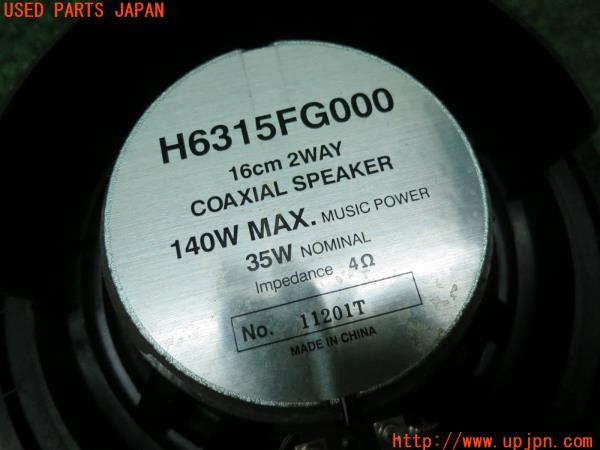 USED PARTS JAPAN
H6315FG000
16cm 2WAY
COAXIAL SPEAKER
140W MAX. MUSIC POWER
35W NOMINAL
Impedance 4Ω
No. 11201T
MADE IN CHINA
http://www.upjpn.com/